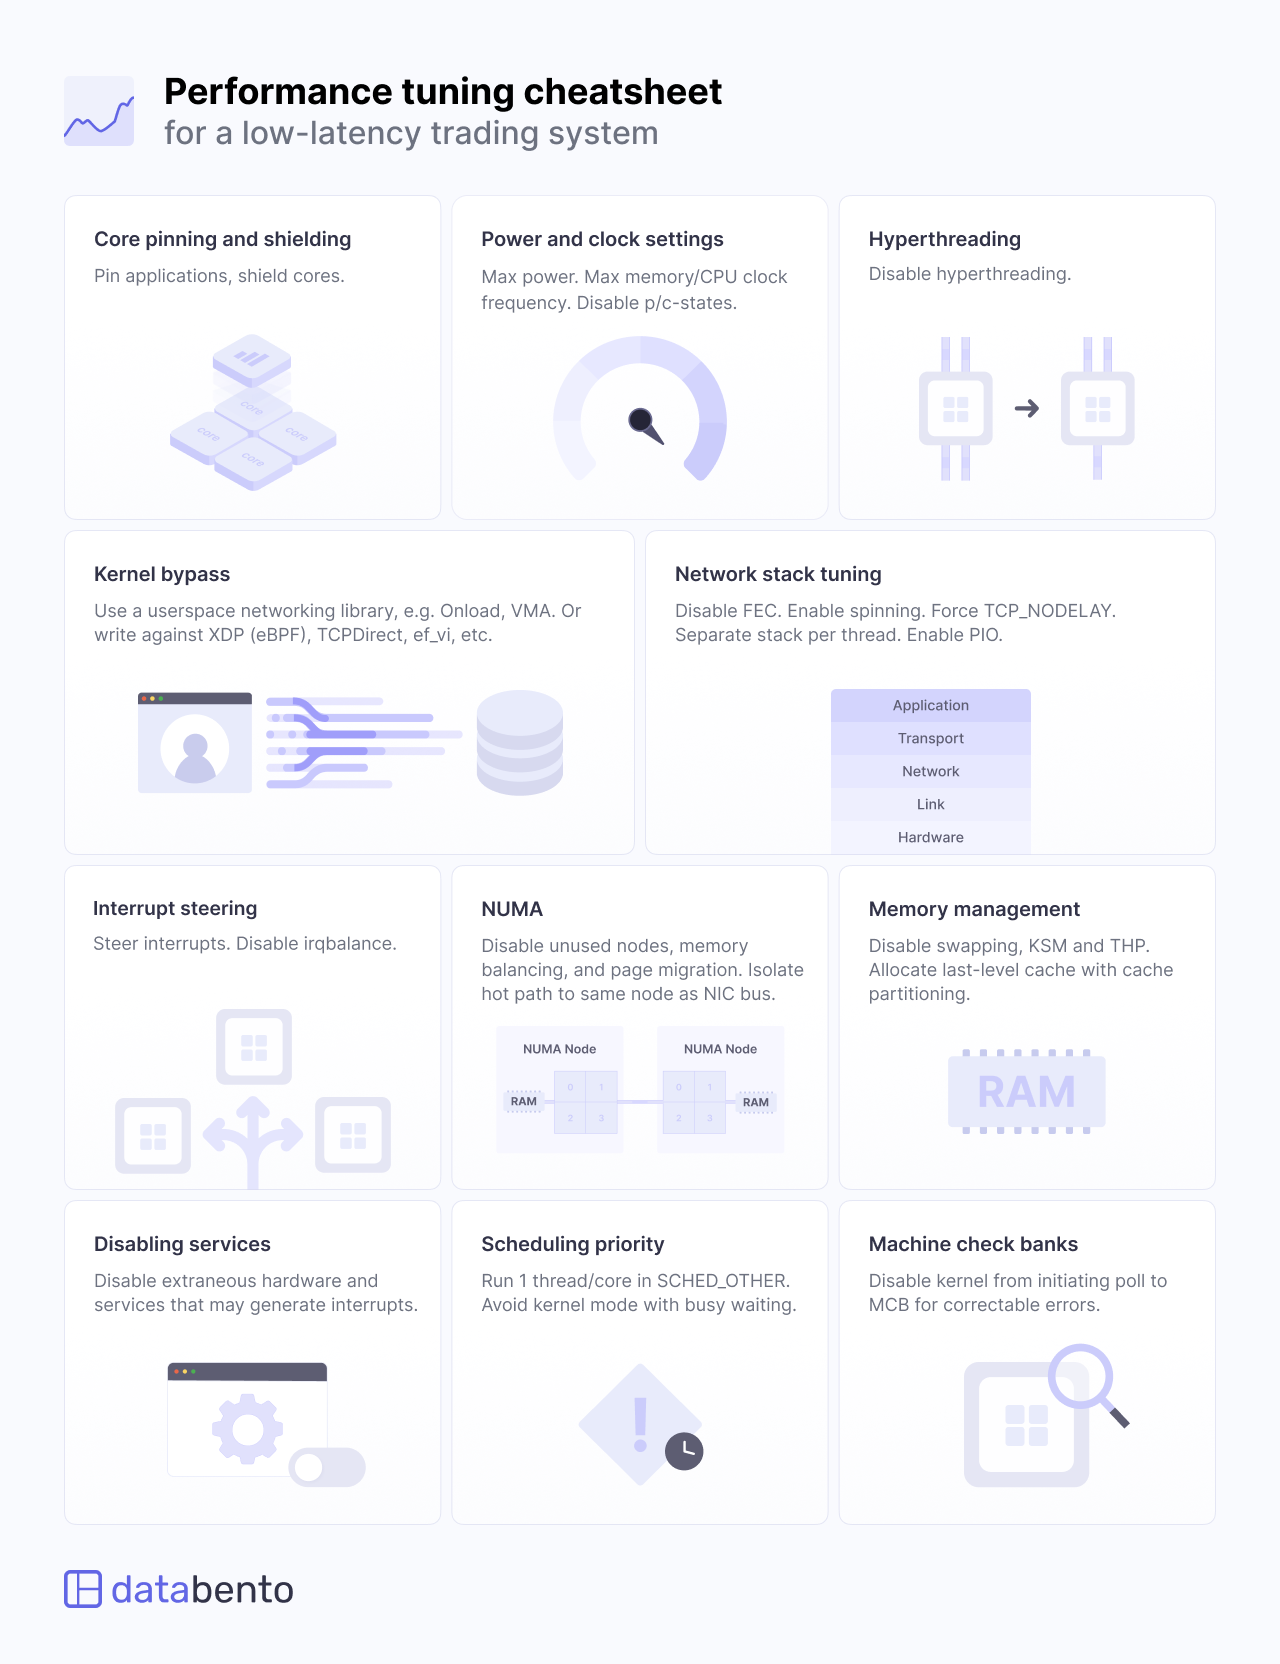 Performance tuning cheatsheet
for a low-latency trading system
Core pinning and shielding
Pin applications, shield cores.
core
core
core
core
Power and clock settings
Max power. Max memory/CPU clock
frequency. Disable p/c-states.
Hyperthreading
Disable hyperthreading.
Kernel bypass
Use a userspace networking library, e.g. Onload, VMA. Or
write against XDP (eBPF), TCPDirect, ef_vi, etc.
Network stack tuning
Disable FEC. Enable spinning. Force TCP_NODELAY.
Separate stack per thread. Enable PIO.
Application
Transport
Network
Link
Hardware
Interrupt steering
Steer interrupts. Disable irqbalance.
NUMA
Disable unused nodes, memory
balancing, and page migration. Isolate
hot path to same node as NIC bus.
NUMA Node
RAM
0 1
2 3
NUMA Node
0 1
2 3
RAM
Memory management
Disable swapping, KSM and THP.
Allocate last-level cache with cache
partitioning.
RAM
Disabling services
Disable extraneous hardware and
services that may generate interrupts.
Scheduling priority
Run 1 thread/core in SCHED_OTHER.
Avoid kernel mode with busy waiting.
!
Machine check banks
Disable kernel from initiating poll to
MCB for correctable errors.
databento